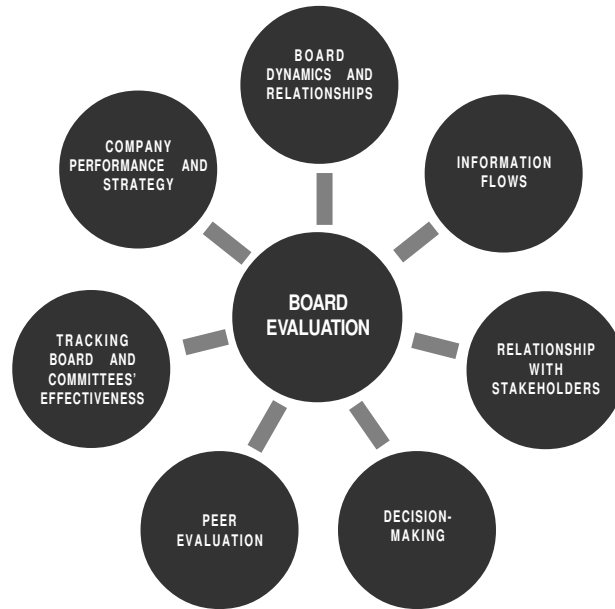 BOARD
DYNAMICS AND
RELATIONSHIPS
COMPANY
PERFORMANCE AND
STRATEGY
INFORMATION
FLOWS
BOARD
EVALUATION
TRACKING
BOARD AND
COMMITTEES'
EFFECTIVENESS
RELATIONSHIP
WITH
STAKEHOLDERS
PEER
EVALUATION
DECISION-
MAKING